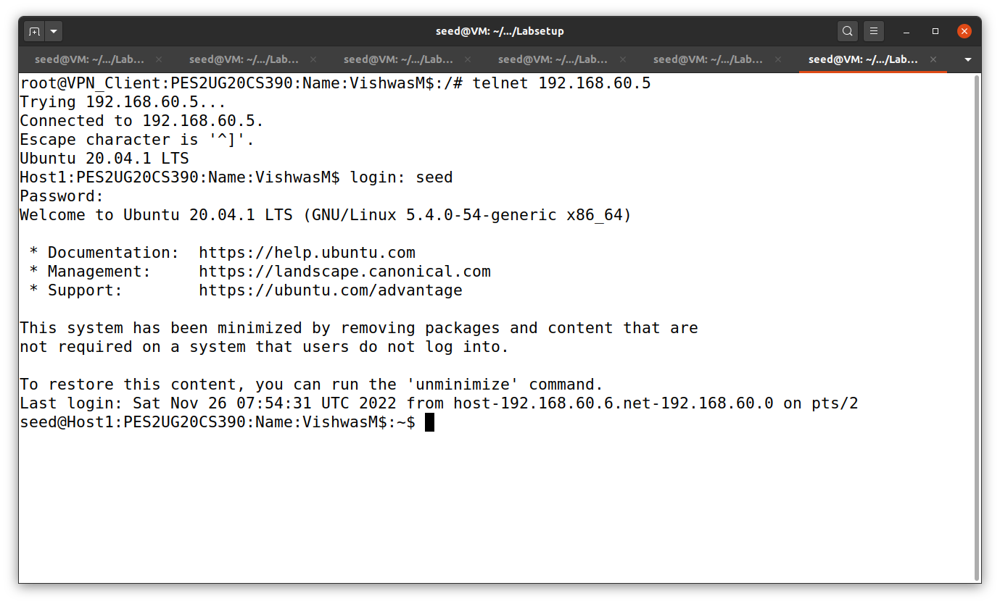 seed@VM: ~/.../Labsetup
seed@VM: ~/.../Lab... seed@VM: ~/.../Lab... seed@VM: ~/.../Lab... seed@VM: ~/.../Lab... seed@VM: ~/.../Lab... seed@VM: ~/.../Lab...
root@VPN_Client:PES2UG20CS390:Name:VishwasM$:/# telnet 192.168.60.5
Trying 192.168.60.5...
Connected to 192.168.60.5.
Escape character is '^]'.
Ubuntu 20.04.1 LTS
Host1:PES2UG20CS390:Name:VishwasM$ login: seed
Password:
Welcome to Ubuntu 20.04.1 LTS (GNU/Linux 5.4.0-54-generic x86_64)
* Documentation:  https://help.ubuntu.com
* Management:     https://landscape.canonical.com
* Support:        https://ubuntu.com/advantage
This system has been minimized by removing packages and content that are
not required on a system that users do not log into.
To restore this content, you can run the 'unminimize' command.
Last login: Sat Nov 26 07:54:31 UTC 2022 from host-192.168.60.6.net-192.168.60.0 on pts/2
seed@Host1:PES2UG20CS390:Name:VishwasM$:~$